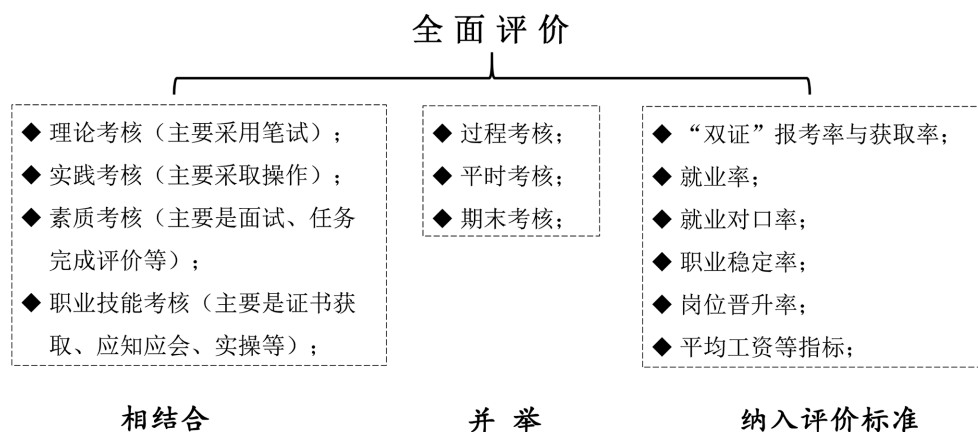 全面评价
◆ 理论考核（主要采用笔试）；
◆ 实践考核（主要采取操作）；
◆ 素质考核（主要是面试、任务
完成评价等）；
◆ 职业技能考核（主要是证书获
取、应知应会、实操等）；
相结合
◆ 过程考核；
◆ 平时考核；
◆ 期末考核；
并举
◆ “双证”报考率与获取率；
◆ 就业率；
◆ 就业对口率；
◆ 职业稳定率；
◆ 岗位晋升率；
◆ 平均工资等指标；
纳入评价标准